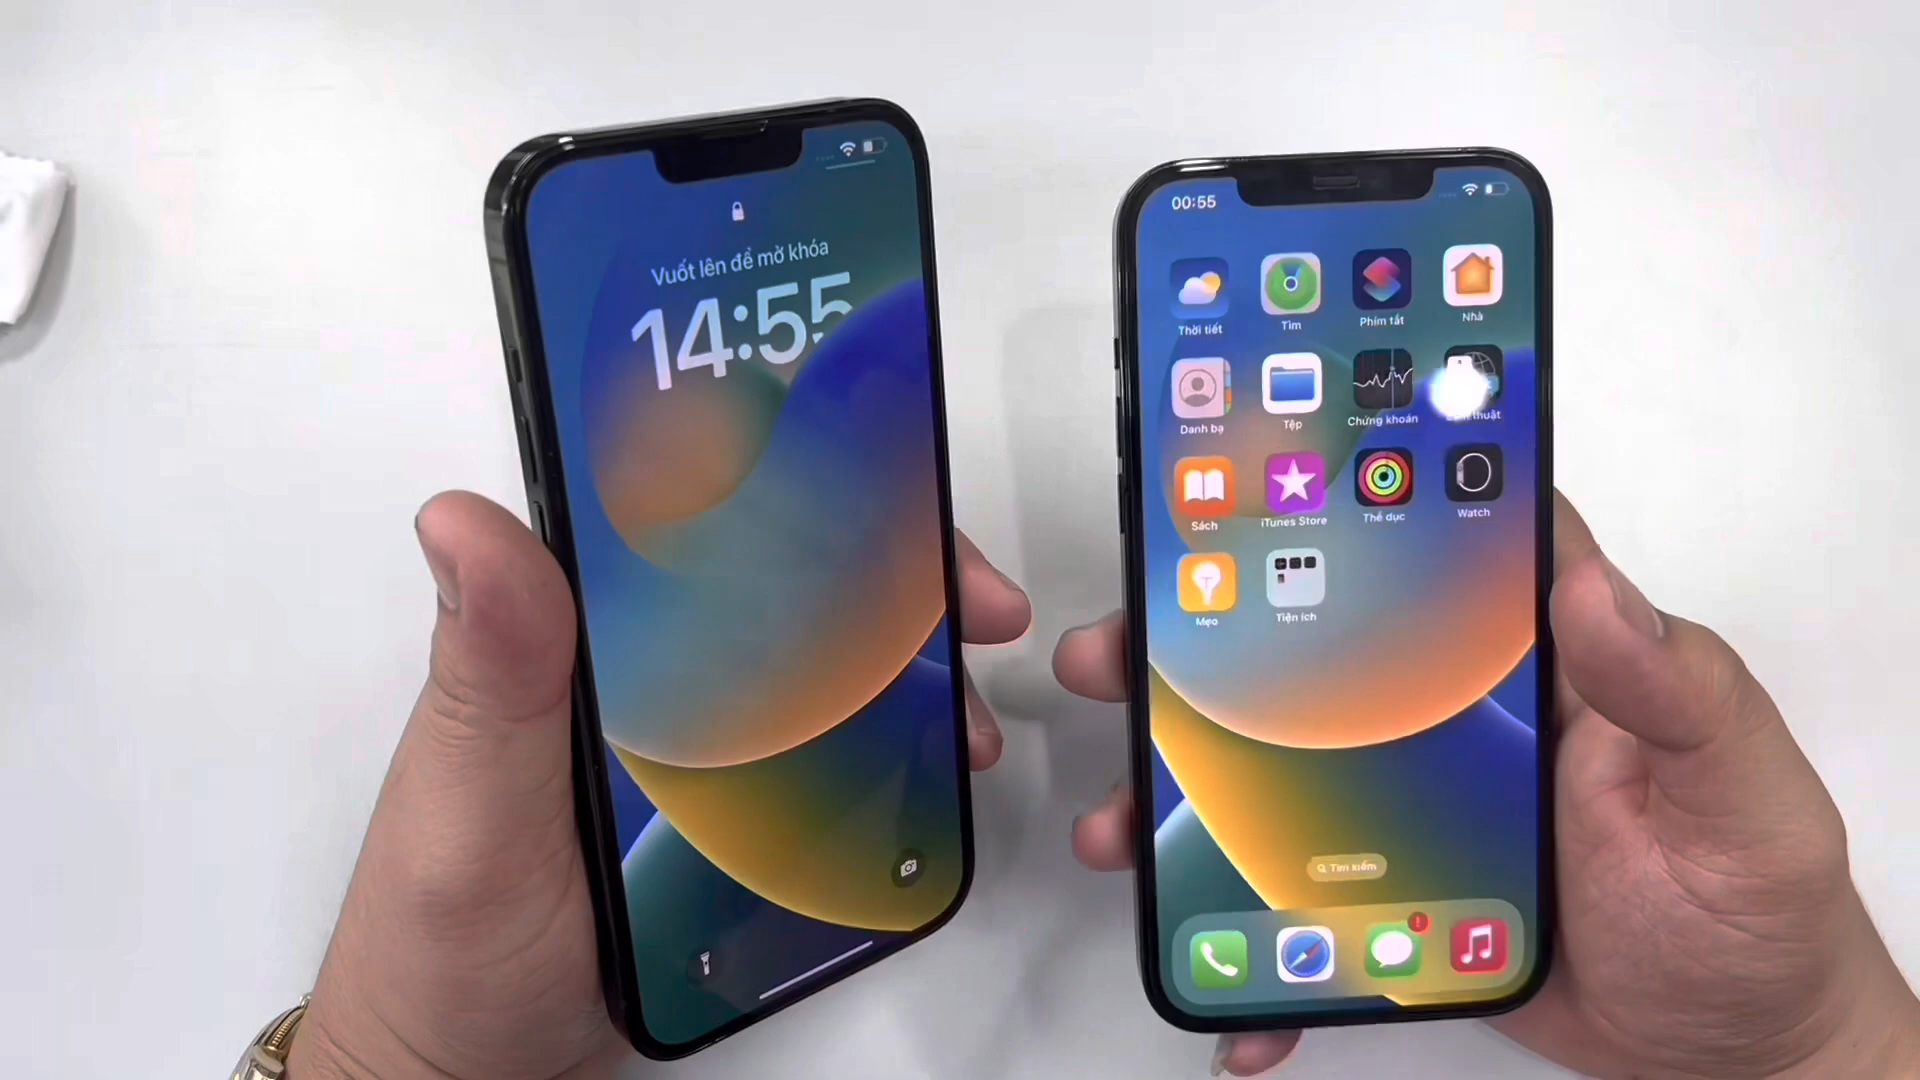 Vuốt lên để mở khóa
14:55
00:55
Thời tiết
Tìm
Phím tắt
Nhà
Danh bạ
Tệp
Chứng khoán
thuật
Sách
iTunes Store
Thể dục
Watch
Mẹo
Tiện ích
Tìm kiếm
!